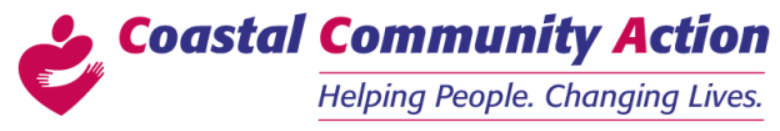 Coastal Community Action
Helping People. Changing Lives.